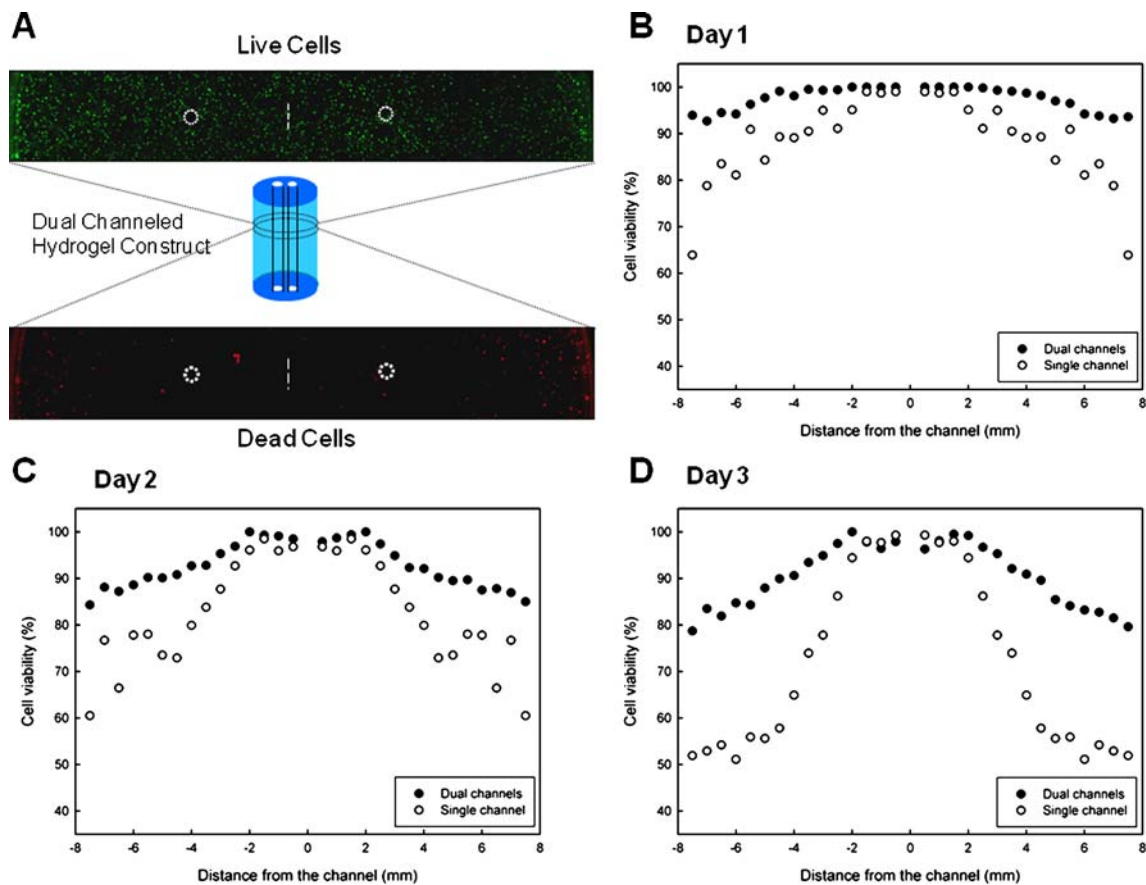 A
Live Cells
Dual Channeled
Hydrogel Construct
Dead Cells
B
Day 1
100
90
80
70
60
50
40
Cell viability (%)
Dual channels
Single channel
-8 -6 -4 -2 0 2 4 6 8
Distance from the channel (mm)
C
Day 2
100
90
80
70
60
50
40
Cell viability (%)
Dual channels
Single channel
-8 -6 -4 -2 0 2 4 6 8
Distance from the channel (mm)
D
Day 3
100
90
80
70
60
50
40
Cell viability (%)
Dual channels
Single channel
-8 -6 -4 -2 0 2 4 6 8
Distance from the channel (mm)